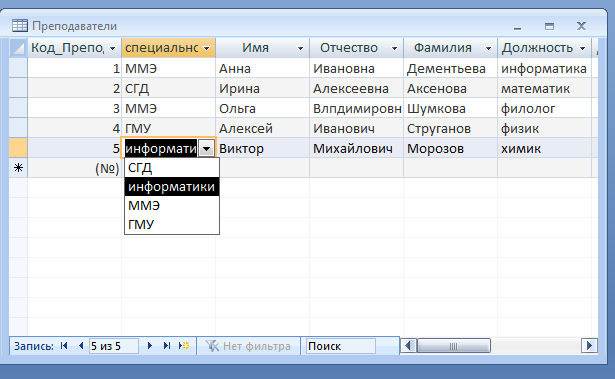 Преподаватели
Код_Препод специальнс Имя Отчество Фамилия Должность
1 ММЭ Анна Ивановна Дементьева информатика
2 СГД Ирина Алексеевна Аксенова математик
3 ММЭ Ольга Влпдимировн Шумкова филолог
4 ГМУ Алексей Иванович Струганов физик
5 информати Виктор Михайлович Морозов химик
(№)
СГД
информатики
ММЭ
ГМУ
Запись: 5 из 5 Нет фильтра Поиск